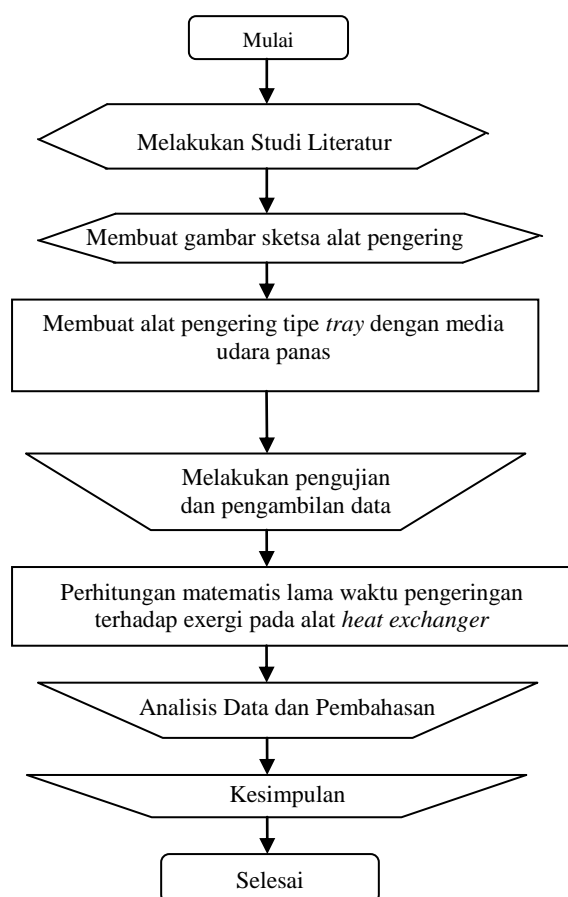 Mulai
Melakukan Studi Literatur
Membuat gambar sketsa alat pengering
Membuat alat pengering tipe tray dengan media
udara panas
Melakukan pengujian
dan pengambilan data
Perhitungan matematis lama waktu pengeringan
terhadap exergi pada alat heat exchanger
Analisis Data dan Pembahasan
Kesimpulan
Selesai